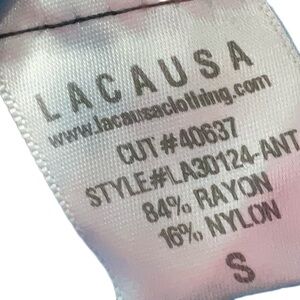 LACAUSA
www.lacausaclothing.com
CUT#40637
STYLE#LA30124-ANT
84% RAYON
16% NYLON
S